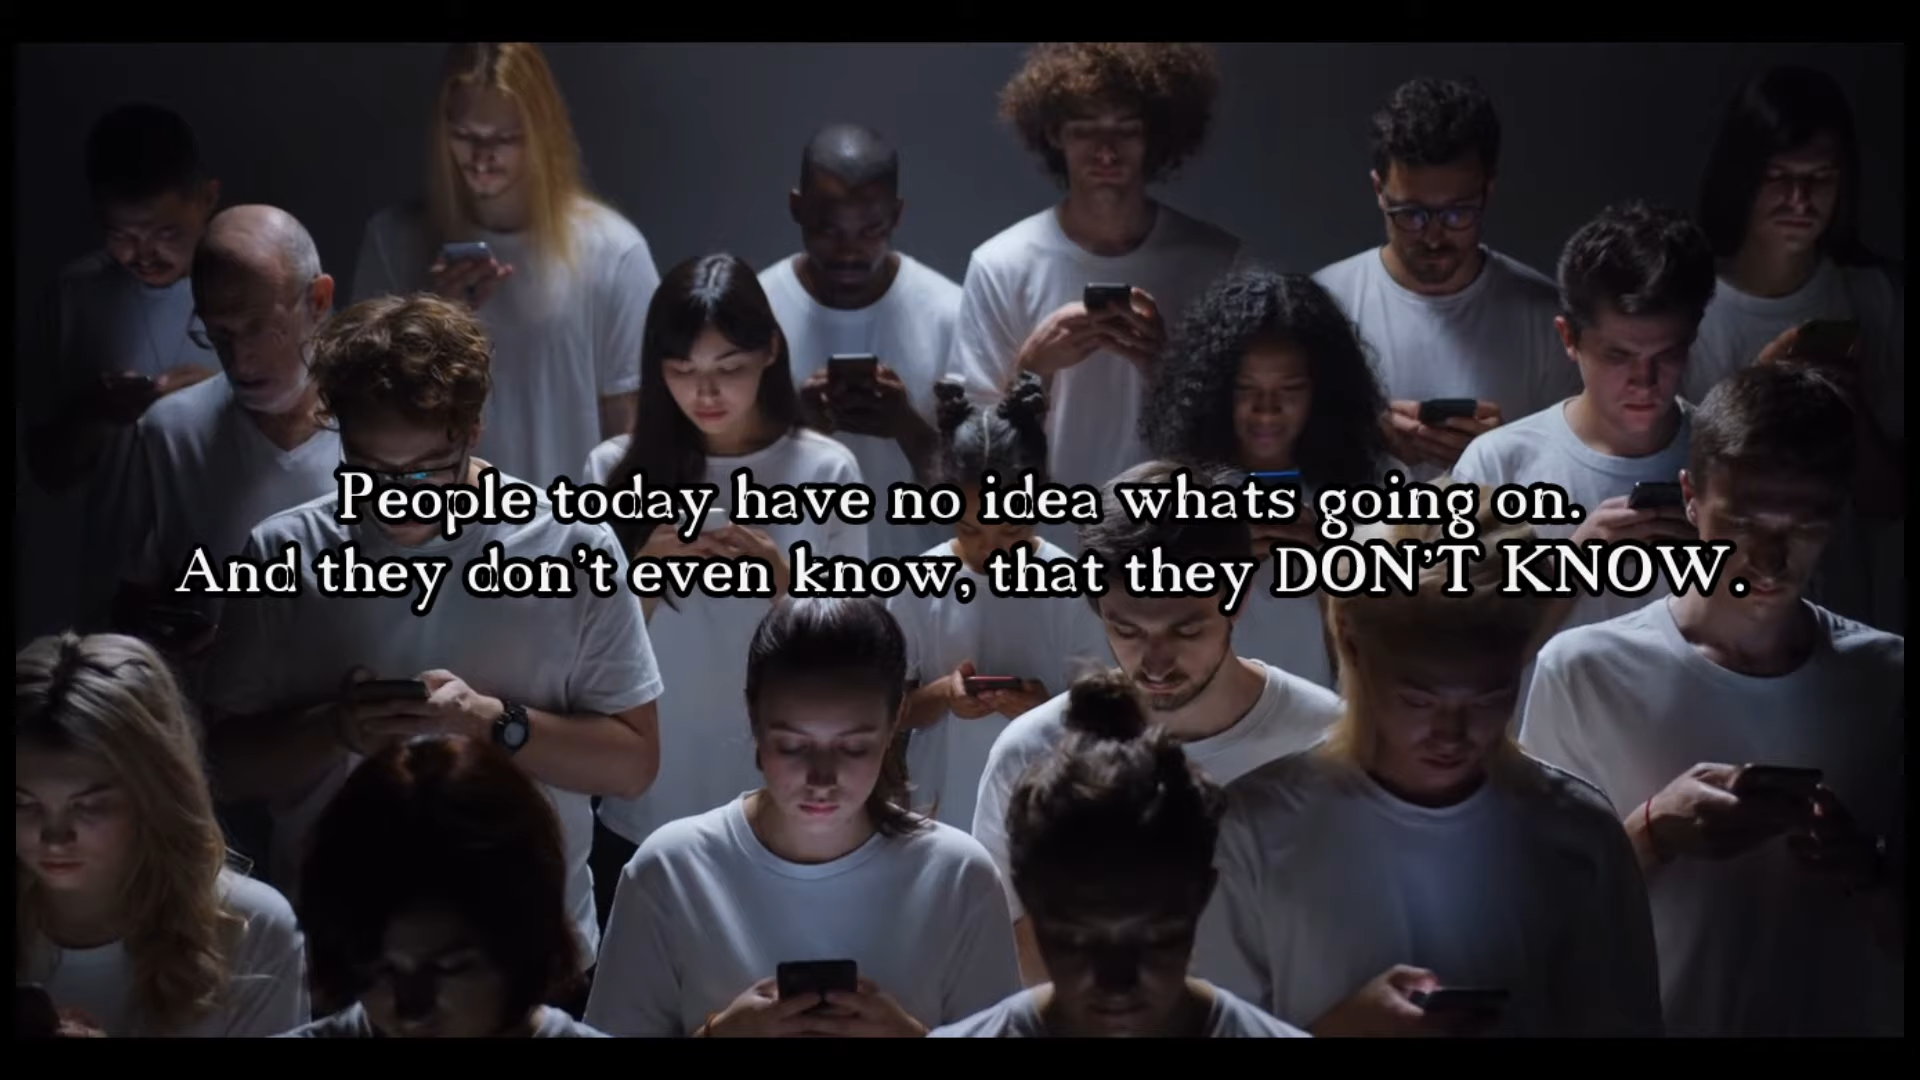 People today have no idea whats going on.
And they don't even know, that they DON'T KNOW.